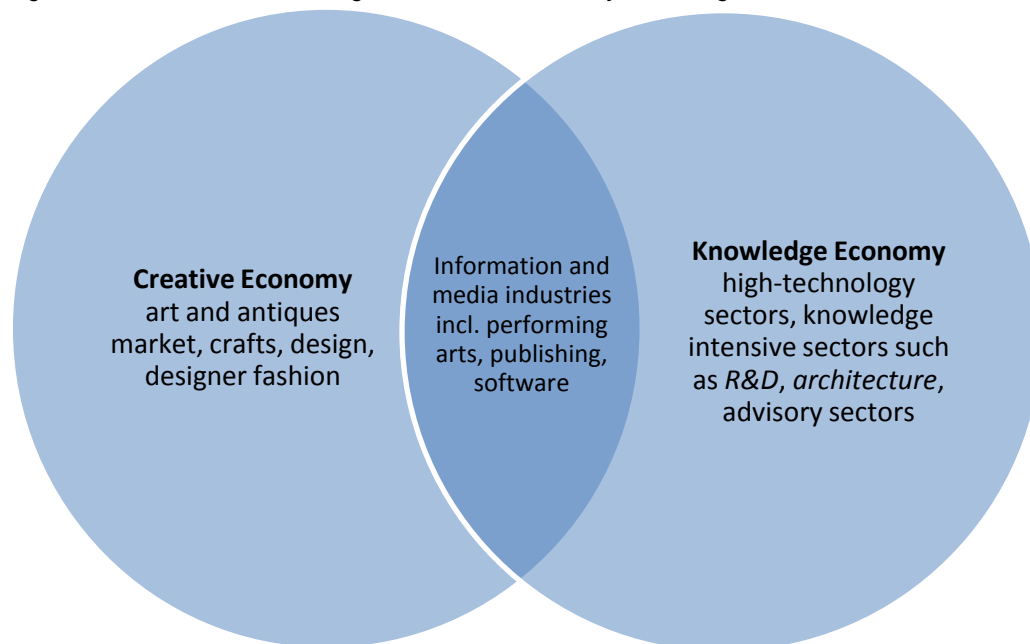 Creative Economy
art and antiques
market, crafts, design,
designer fashion
Information and
media industries
incl. performing
arts, publishing,
software
Knowledge Economy
high-technology
sectors, knowledge
intensive sectors such
as R&D, architecture,
advisory sectors